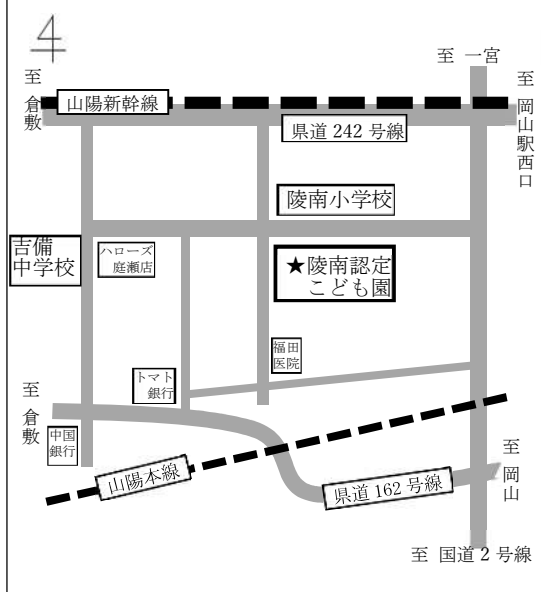 至 一宮
至 倉敷
山陽新幹線
至 岡山駅西口
県道 242 号線
陵南小学校
吉備
中学校
ハローズ
庭瀬店
★陵南認定
こども園
福田
医院
トマト
銀行
至 倉敷
中国
銀行
山陽本線
県道 162 号線
至 岡山
至 国道 2 号線